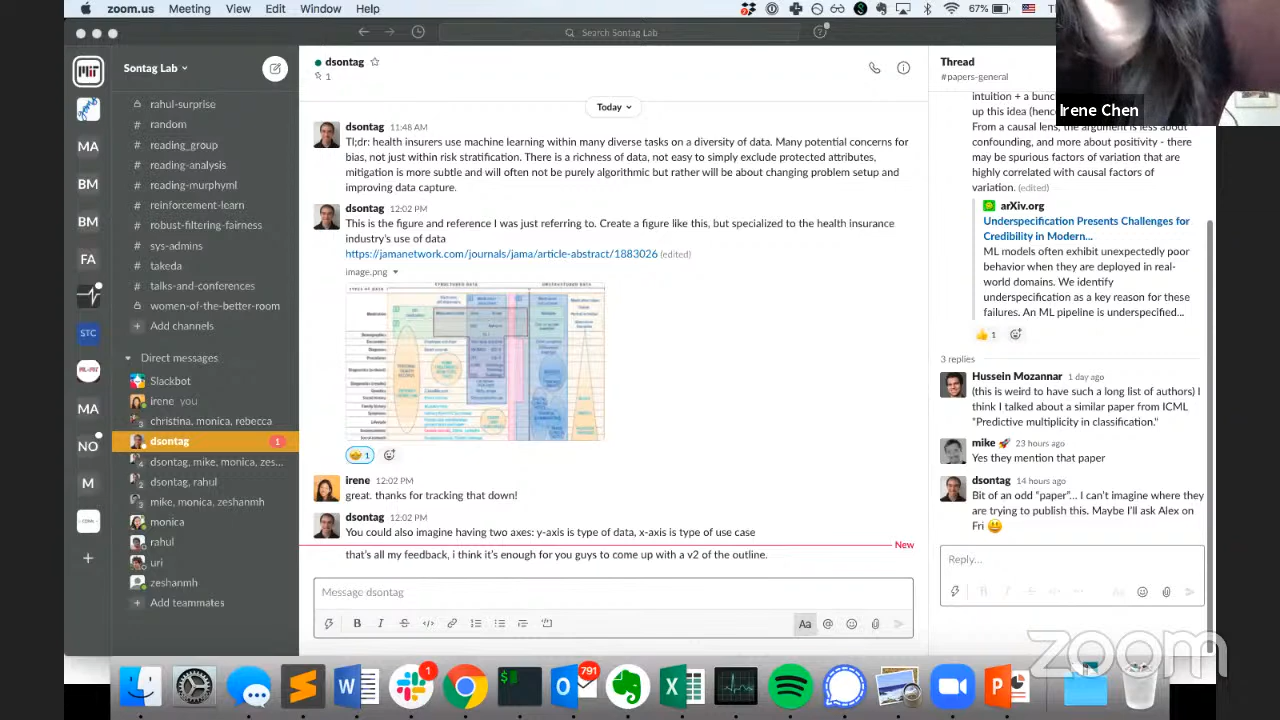 zoom.us Meeting View Edit Window Help
67%
Search Sontag Lab
Irene Chen
Sontag Lab
rahul-surprise
# random
# reading_group
# reading-analysis
# reading-murphyml
# reinforcement-learn
# robust-filtering-fairness
# sys-admins
# takeda
# talks-and-conferences
women-of-the-better-room
+ Add channels
Direct messages
Slackbot
irene you
christina, monica, rebecca
dsontag 1
dsontag, mike, monica, zes...
dsontag, rahul
mike, monica, zeshanmh
monica
rahul
uri
zeshanmh
+ Add teammates
MIT
MA
BM
BM
FA
STC
MA
NO
M
dsontag
1
Today
dsontag 11:48 AM
Tl;dr: health insurers use machine learning within many diverse tasks on a diversity of data. Many potential concerns for
bias, not just within risk stratification. There is a richness of data, not easy to simply exclude protected attributes,
mitigation is more subtle and will often not be purely algorithmic but rather will be about changing problem setup and
improving data capture.
dsontag 12:02 PM
This is the figure and reference I was just referring to. Create a figure like this, but specialized to the health insurance
industry's use of data
https://jamanetwork.com/journals/jama/article-abstract/1883026 (edited)
image.png
1
irene 12:02 PM
great. thanks for tracking that down!
dsontag 12:02 PM
You could also imagine having two axes: y-axis is type of data, x-axis is type of use case
New
that's all my feedback, i think it's enough for you guys to come up with a v2 of the outline.
Message dsontag
Aa
Thread
#papers-general
intuition + a bunc
up this idea (henc
From a causal lens, the argument is less about
confounding, and more about positivity - there
may be spurious factors of variation that are
highly correlated with causal factors of
variation. (edited)
arXiv.org
Underspecification Presents Challenges for
Credibility in Modern...
ML models often exhibit unexpectedly poor
behavior when they are deployed in real-
world domains. We identify
underspecification as a key reason for these
failures. An ML pipeline is underspecified...
1
3 replies
Hussein Mozannar 1 day ago
(this is weird to have such a long list of authors) I
think I talked about a similar paper from ICML
"Predictive multiplicity in classification."
mike 23 hours ago
Yes they mention that paper
dsontag 14 hours ago
Bit of an odd "paper"... I can't imagine where they
are trying to publish this. Maybe I'll ask Alex on
Fri
Reply...
zoom
1
791